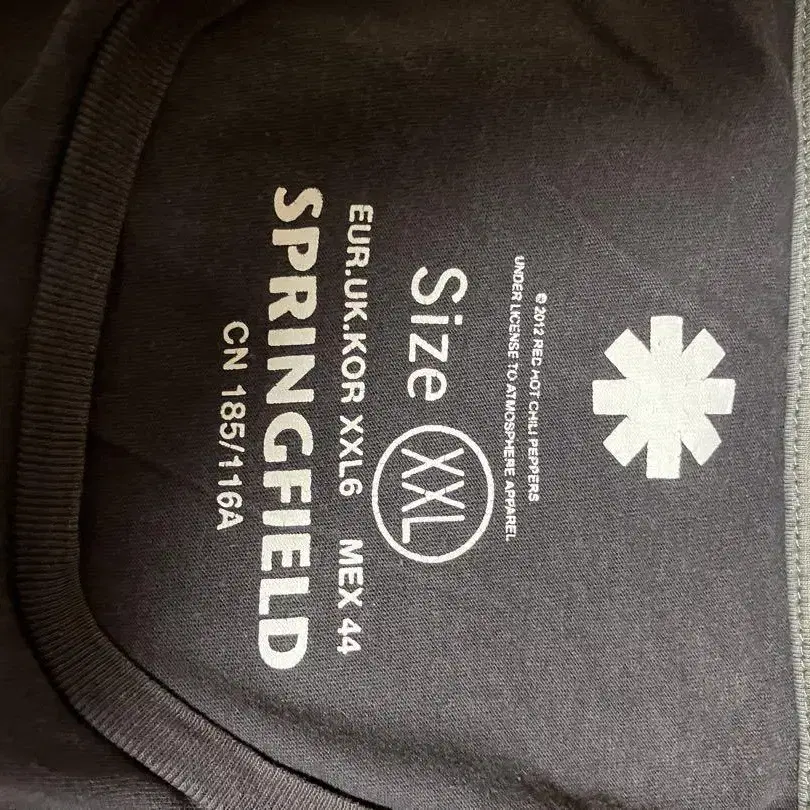 CN 185/116A
SPRINGFIELD
EUR.UK.KOR XXL6 MEX 44
Size XXL
UNDER LICENSE TO ATMOSPHERE APPAREL
© 2012 RED HOT CHILI PEPPERS